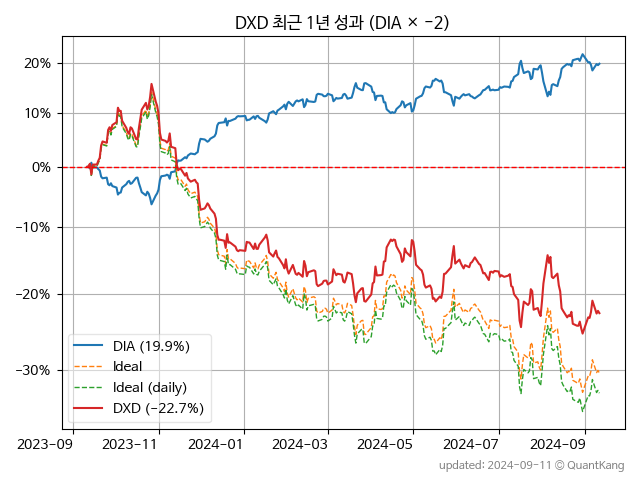 DXD 최근 1년 성과 (DIA × −2)
20%
10%
0%
−10%
−20%
−30%
DIA (19.9%)
Ideal
Ideal (daily)
DXD (−22.7%)
2023−09
2023−11
2024−01
2024−03
2024−05
2024−07
2024−09
updated: 2024−09−11 © QuantKang